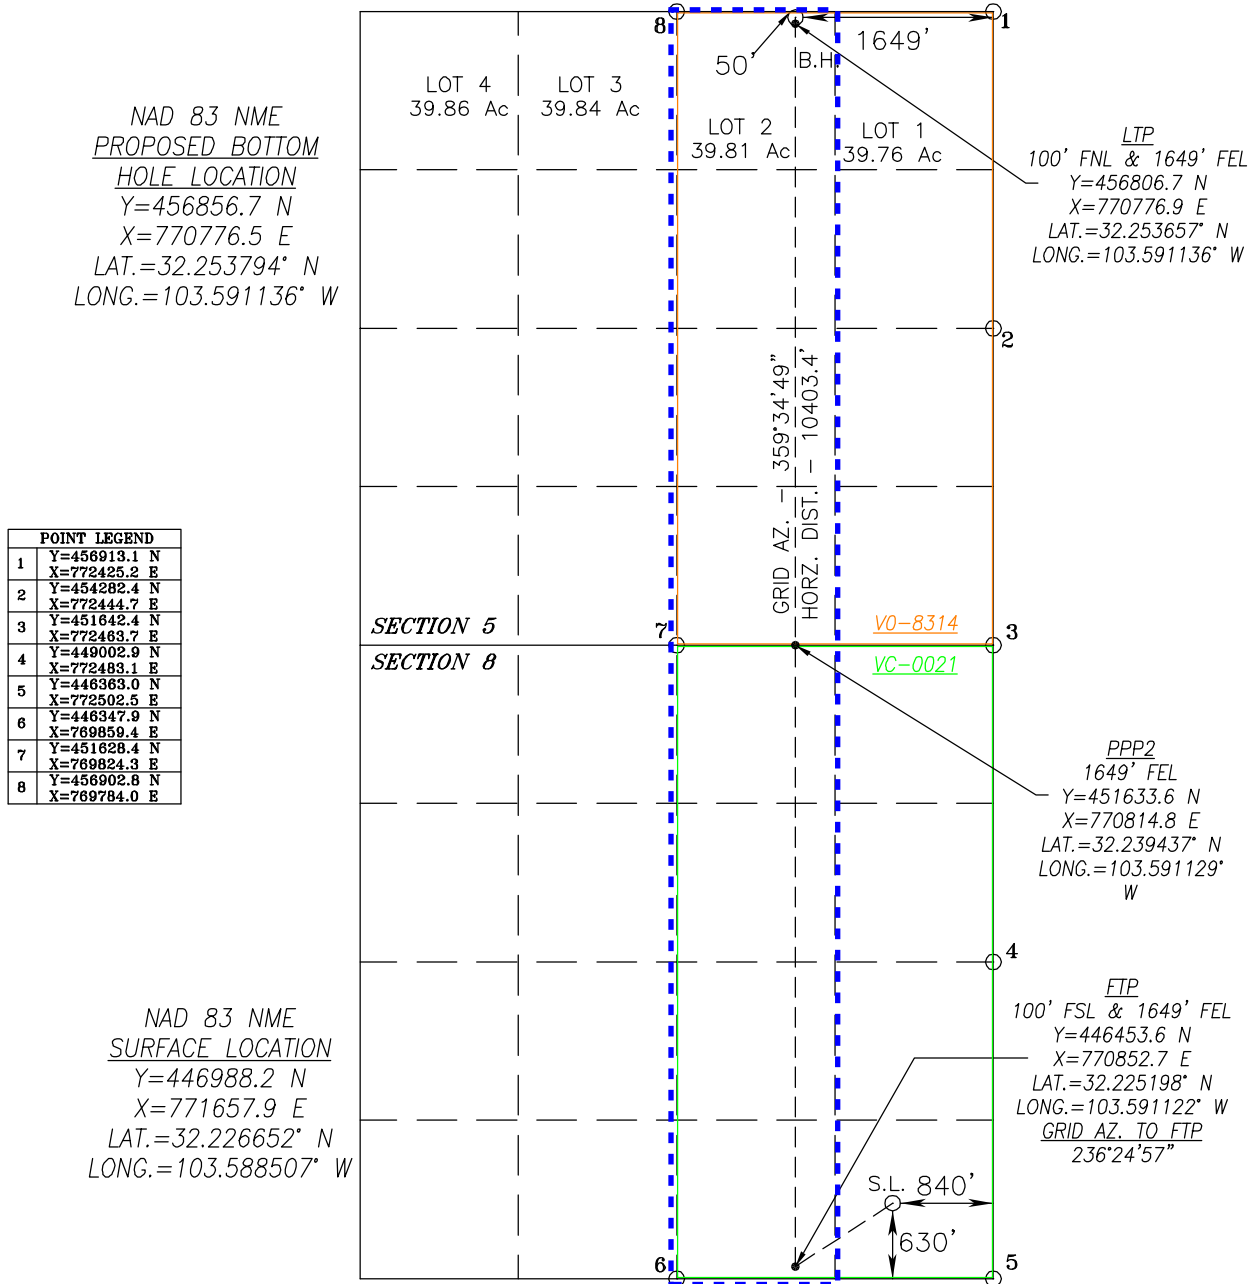 8
1
50'
1649'
B.H.
LOT 4
39.86 Ac
LOT 3
39.84 Ac
LOT 2
39.81 Ac
LOT 1
39.76 Ac
NAD 83 NME
PROPOSED BOTTOM
HOLE LOCATION
Y=456856.7 N
X=770776.5 E
LAT.=32.253794° N
LONG.=103.591136° W
LTP
100' FNL & 1649' FEL
Y=456806.7 N
X=770776.9 E
LAT.=32.253657° N
LONG.=103.591136° W
2
GRID AZ. - 359°34'49"
HORZ. DIST. - 10403.4'
POINT LEGEND
1 Y=456913.1 N
X=772425.2 E
2 Y=454282.4 N
X=772444.7 E
3 Y=451642.4 N
X=772463.7 E
4 Y=449002.9 N
X=772483.1 E
5 Y=446363.0 N
X=772502.5 E
6 Y=446347.9 N
X=769859.4 E
7 Y=451628.4 N
X=769824.3 E
8 Y=456902.8 N
X=769784.0 E
SECTION 5
SECTION 8
7
VO-8314
3
VC-0021
PPP2
1649' FEL
Y=451633.6 N
X=770814.8 E
LAT.=32.239437° N
LONG.=103.591129°
W
4
NAD 83 NME
SURFACE LOCATION
Y=446988.2 N
X=771657.9 E
LAT.=32.226652° N
LONG.=103.588507° W
FTP
100' FSL & 1649' FEL
Y=446453.6 N
X=770852.7 E
LAT.=32.225198° N
LONG.=103.591122° W
GRID AZ. TO FTP
236°24'57"
S.L. 840'
630'
6
5